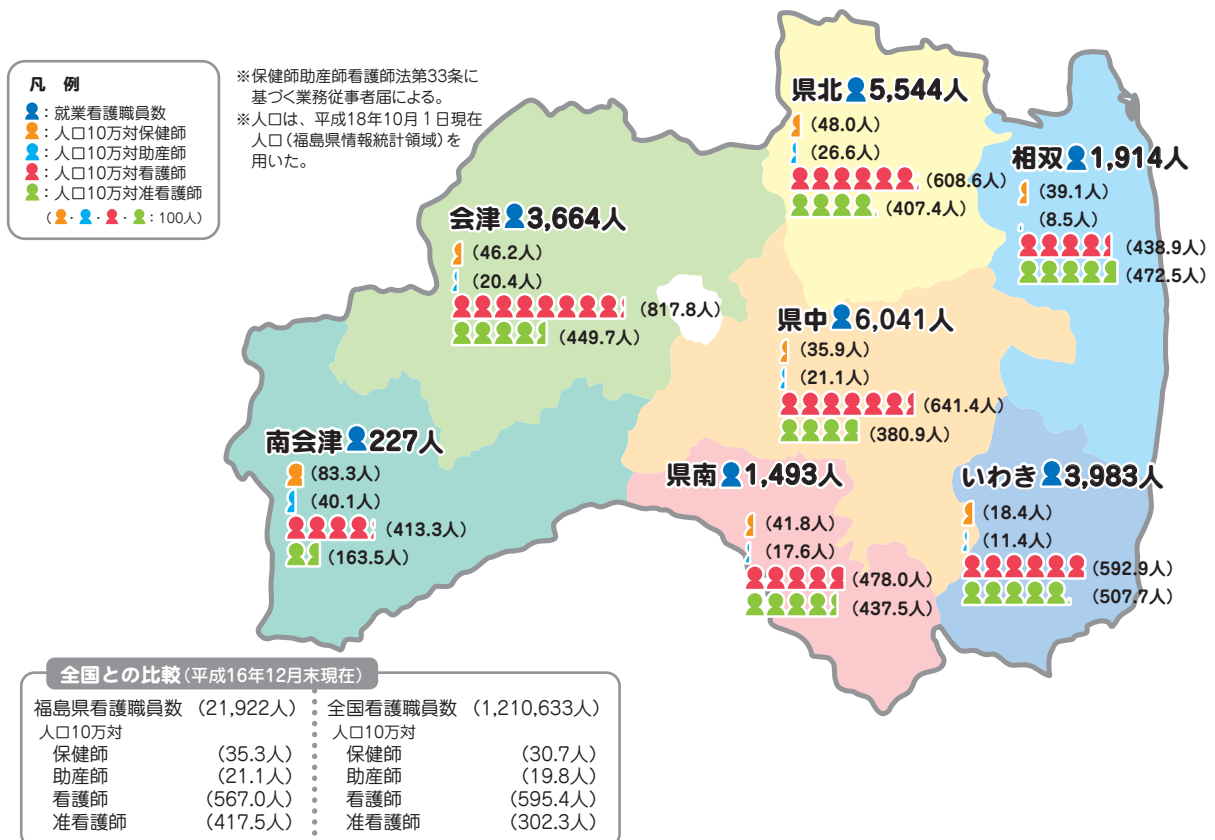 凡 例
：就業看護職員数
：人口10万対保健師
：人口10万対助産師
：人口10万対看護師
：人口10万対准看護師
（・・・：100人）
※保健師助産師看護師法第33条に
基づく業務従事者届による。
※人口は、平成18年10月1日現在
人口（福島県情報統計領域）を
用いた。
県北 5,544人
（48.0人）
（26.6人）
（608.6人）
（407.4人）
相双 1,914人
（39.1人）
（8.5人）
（438.9人）
（472.5人）
会津 3,664人
（46.2人）
（20.4人）
（817.8人）
（449.7人）
県中 6,041人
（35.9人）
（21.1人）
（641.4人）
（380.9人）
南会津 227人
（83.3人）
（40.1人）
（413.3人）
（163.5人）
県南 1,493人
（41.8人）
（17.6人）
（478.0人）
（437.5人）
いわき 3,983人
（18.4人）
（11.4人）
（592.9人）
（507.7人）
全国との比較（平成16年12月末現在）
福島県看護職員数 （21,922人）
人口10万対
保健師 （35.3人）
助産師 （21.1人）
看護師 （567.0人）
准看護師 （417.5人）
全国看護職員数 （1,210,633人）
人口10万対
保健師 （30.7人）
助産師 （19.8人）
看護師 （595.4人）
准看護師 （302.3人）